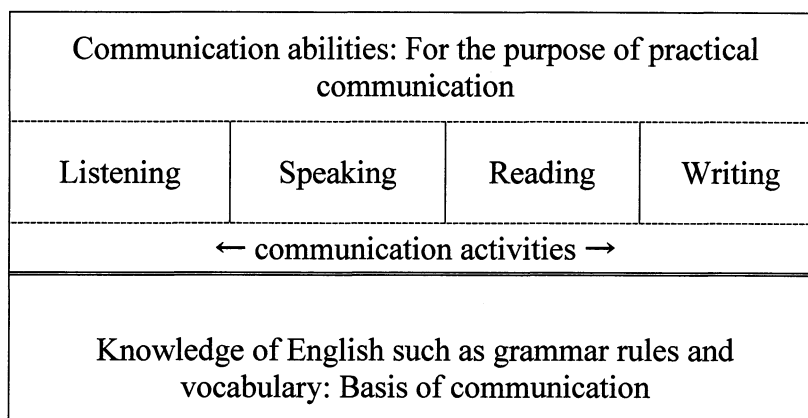 Communication abilities: For the purpose of practical
communication
Listening Speaking Reading Writing
← communication activities →
Knowledge of English such as grammar rules and
vocabulary: Basis of communication